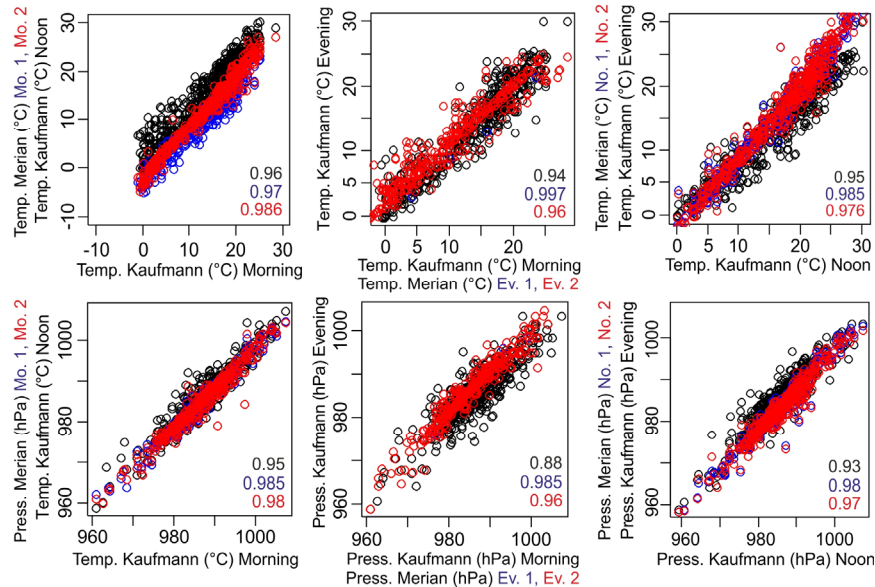 Temp. Merian (°C) Mo. 1, Mo. 2
Temp. Kaufmann (°C) Noon
30
20
10
0
-10
0.96
0.97
0.986
-10 0 10 20 30
Temp. Kaufmann (°C) Morning
Temp. Kaufmann (°C) Evening
30
20
10
5
0
0.94
0.997
0.96
0 5 10 20
Temp. Kaufmann (°C) Morning
Temp. Merian (°C) Ev. 1, Ev. 2
Temp. Merian (°C) No. 1, No. 2
Temp. Kaufmann (°C) Evening
30
20
10
5
0
0.95
0.985
0.976
0 5 10 20 30
Temp. Kaufmann (°C) Noon
Press. Merian (hPa) Mo. 1, Mo. 2
Temp. Kaufmann (°C) Noon
1000
980
960
0.95
0.985
0.98
960 980 1000
Temp. Kaufmann (°C) Morning
Press. Kaufmann (hPa) Evening
1000
980
960
0.88
0.985
0.96
960 980 1000
Press. Kaufmann (hPa) Morning
Press. Merian (hPa) Ev. 1, Ev. 2
Press. Merian (hPa) No. 1, No. 2
Press. Kaufmann (hPa) Evening
1000
980
960
0.93
0.98
0.97
960 980 1000
Press. Kaufmann (hPa) Noon